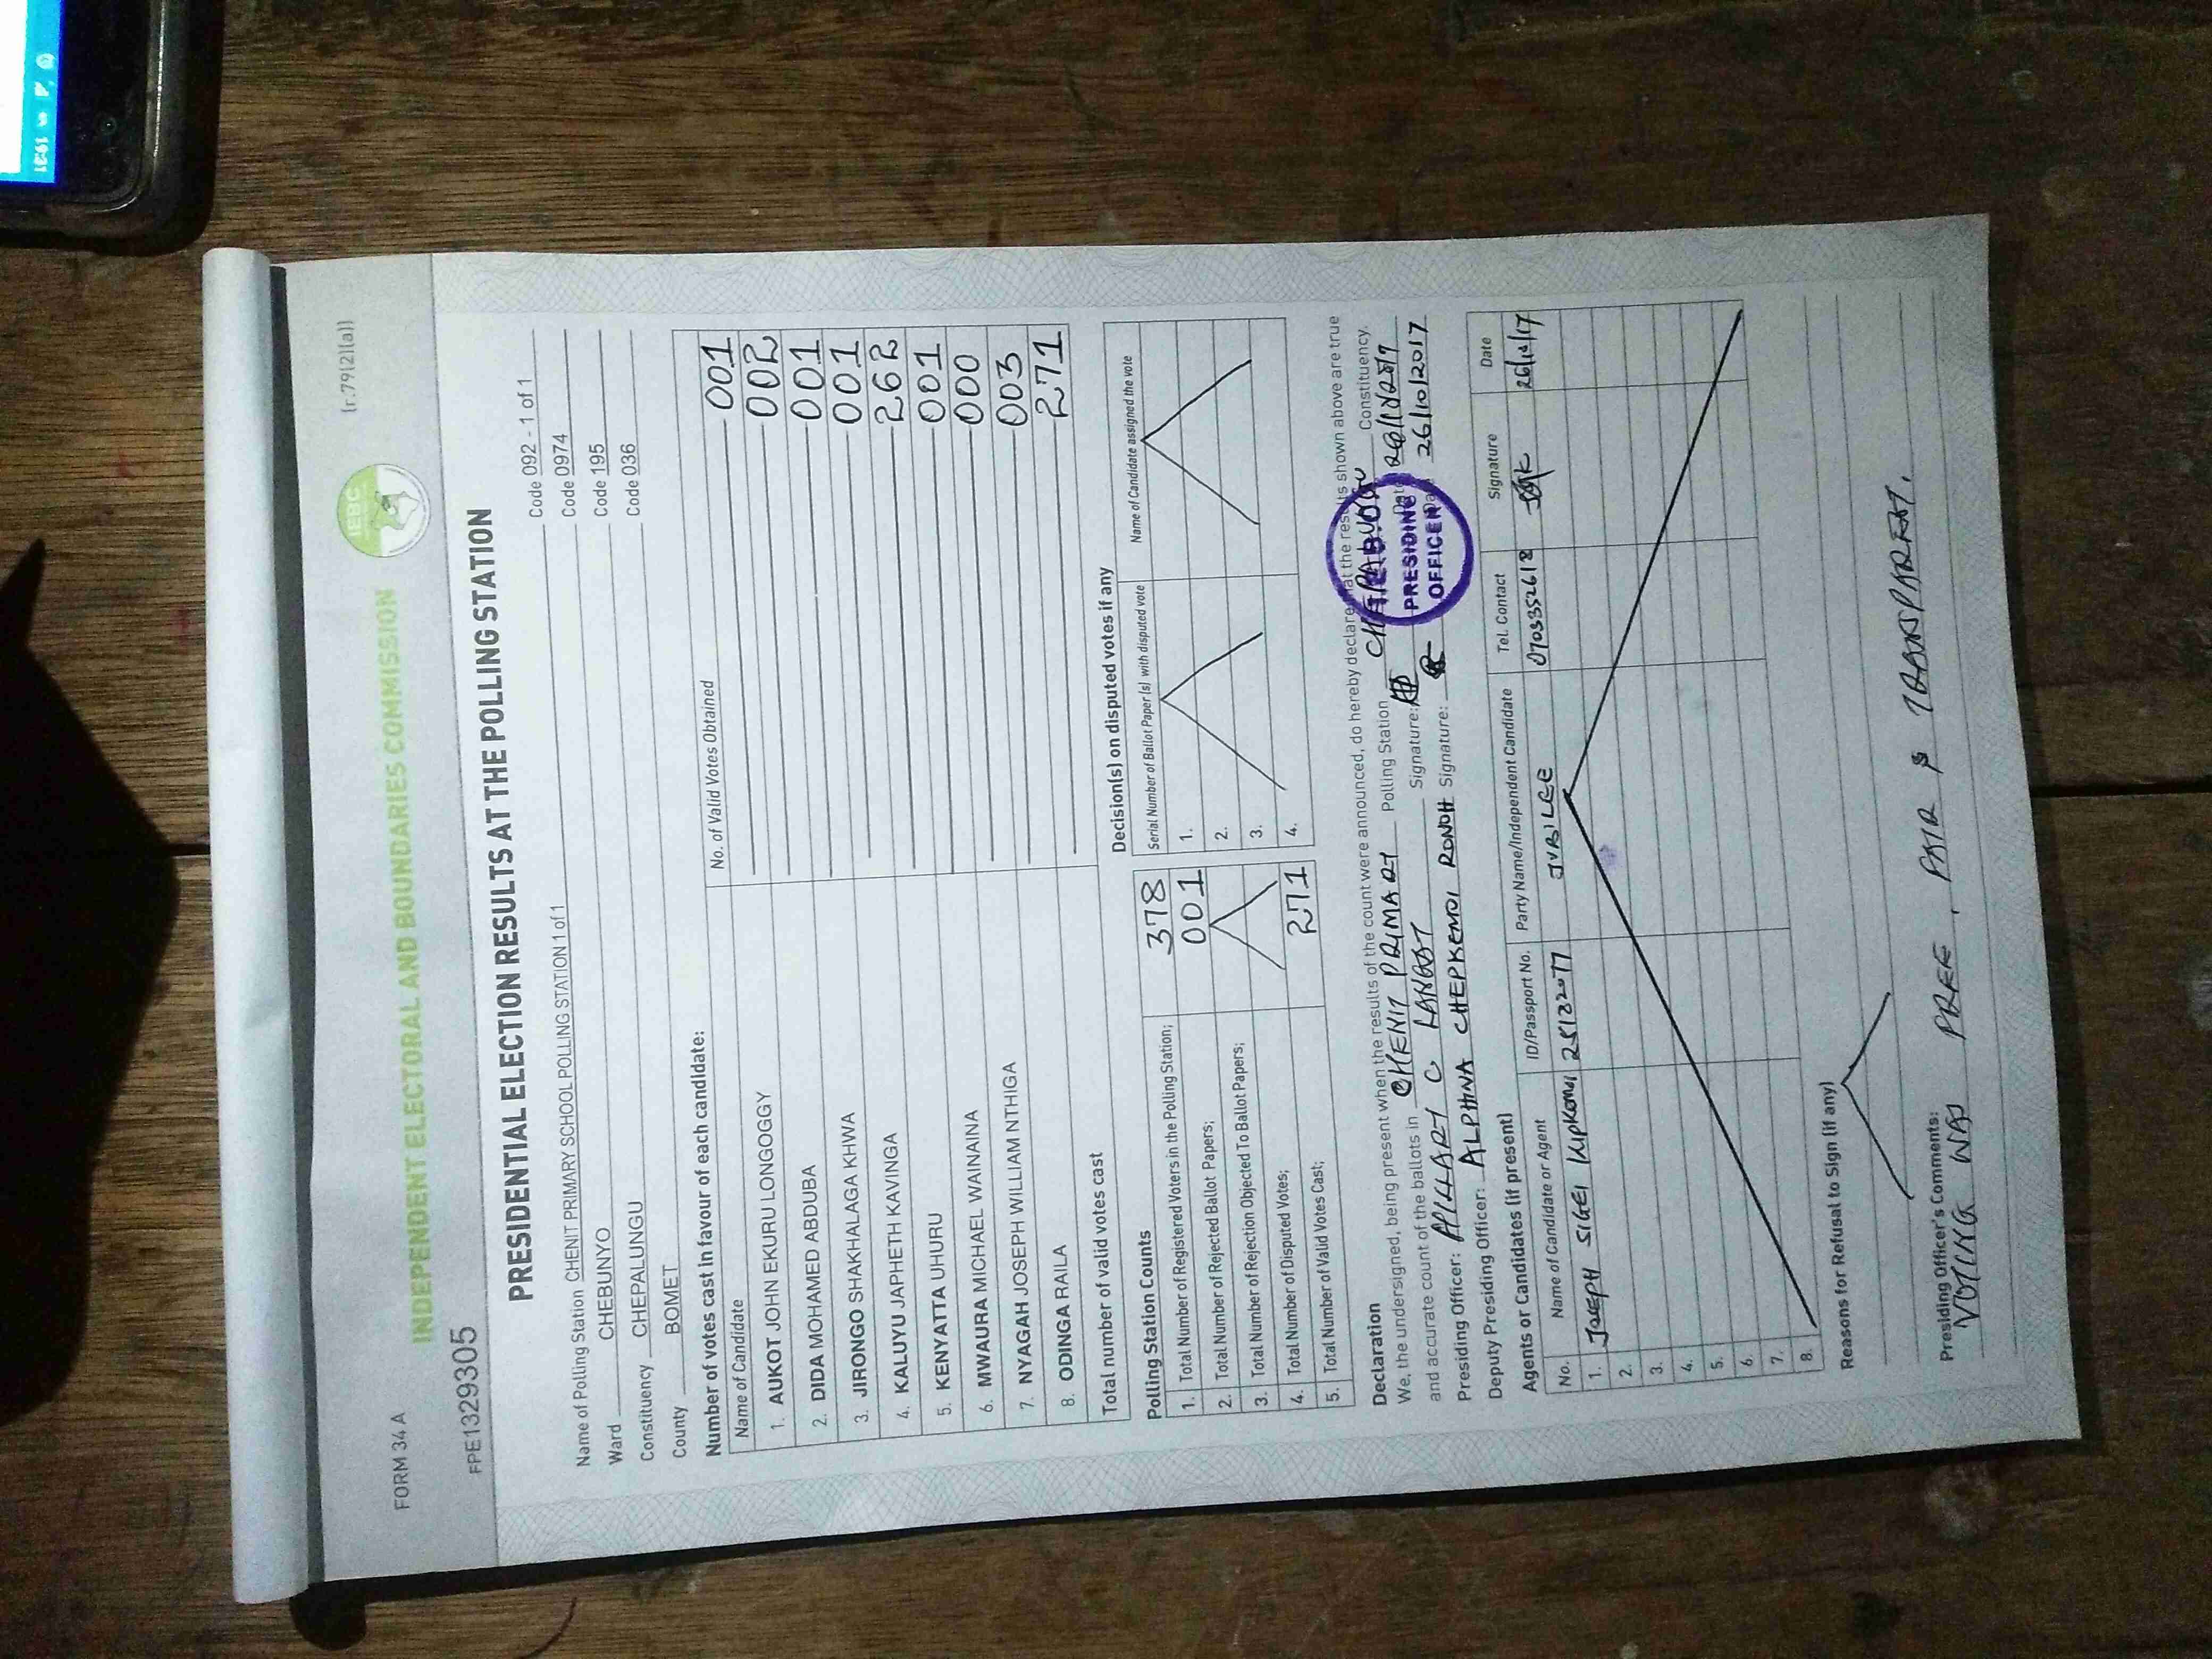 FORM 34 A
(r.79(2)(a))
IEBC
INDEPENDENT ELECTORAL AND BOUNDARIES COMMISSION
FPE1329305
PRESIDENTIAL ELECTION RESULTS AT THE POLLING STATION
Name of Polling Station CHENIT PRIMARY SCHOOL POLLING STATION 1 of 1 Code 092 - 1 of 1
Ward CHEBUNYO Code 0974
Constituency CHEPALUNGU Code 195
County BOMET Code 036
Number of votes cast in favour of each candidate:
Name of Candidate No. of Valid Votes Obtained
1. AUKOT JOHN EKURU LONGOGGY 001
2. DIDA MOHAMED ABDUBA 002
3. JIRONGO SHAKHALAGA KHWA 001
4. KALUYU JAPHETH KAVINGA 001
5. KENYATTA UHURU 262
6. MWAURA MICHAEL WAINAINA 001
7. NYAGAH JOSEPH WILLIAM NTHIGA 000
8. ODINGA RAILA 003
Total number of valid votes cast 271
Polling Station Counts
1. Total Number of Registered Voters in the Polling Station; 378
2. Total Number of Rejected Ballot Papers; 001
3. Total Number of Rejection Objected To Ballot Papers;
4. Total Number of Disputed Votes;
5. Total Number of Valid Votes Cast; 271
Decision(s) on disputed votes if any
Serial Number of Ballot Paper (s) with disputed vote Name of Candidate assigned the vote
1.
2.
3.
4.
Declaration
We, the undersigned, being present when the results of the count were announced, do hereby declare that the results shown above are true
and accurate count of the ballots in CHENIT PRIMARY Polling Station CHEPALUNGU Constituency.
Presiding Officer: HILLARY C LANGAT Signature:
Deputy Presiding Officer: ALPHINA CHEPKEMOI RONOH Signature: Date 26/10/2017
PRESIDING
OFFICER
Agents or Candidates (if present)
No. Name of Candidate or Agent ID/Passport No. Party Name/Independent Candidate Tel. Contact Signature Date
1. JOSEPH SIGEI KIPKEMOI 25132077 JUBILEE 0703352618 26/10/17
2.
3.
4.
5.
6.
7.
8.
Reasons for Refusal to Sign (if any)
Presiding Officer's Comments:
VOTING WAS FREE, FAIR & TRANSPARENT.